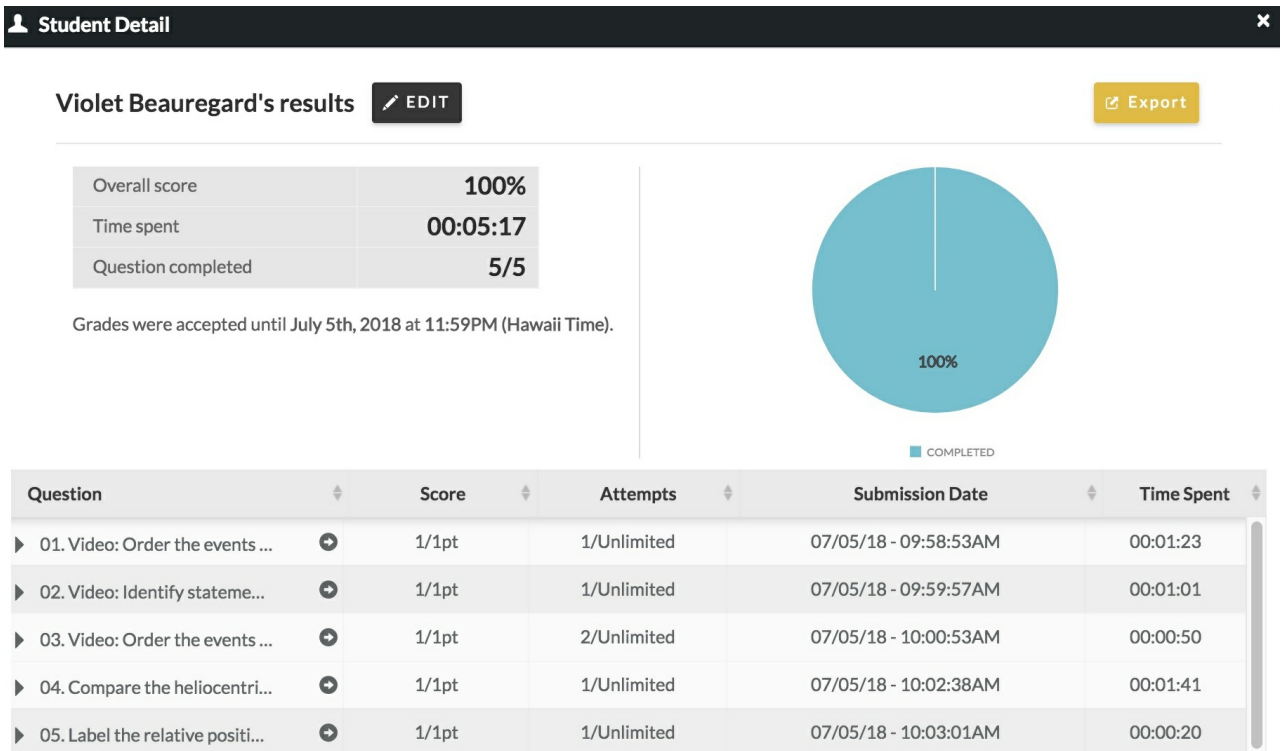 Student Detail
Violet Beauregard's results
EDIT
Export
Overall score 100%
Time spent 00:05:17
Question completed 5/5
Grades were accepted until July 5th, 2018 at 11:59PM (Hawaii Time).
100%
COMPLETED
Question Score Attempts Submission Date Time Spent
01. Video: Order the events ... 1/1pt 1/Unlimited 07/05/18 - 09:58:53AM 00:01:23
02. Video: Identify stateme... 1/1pt 1/Unlimited 07/05/18 - 09:59:57AM 00:01:01
03. Video: Order the events ... 1/1pt 2/Unlimited 07/05/18 - 10:00:53AM 00:00:50
04. Compare the heliocentri... 1/1pt 1/Unlimited 07/05/18 - 10:02:38AM 00:01:41
05. Label the relative positi... 1/1pt 1/Unlimited 07/05/18 - 10:03:01AM 00:00:20